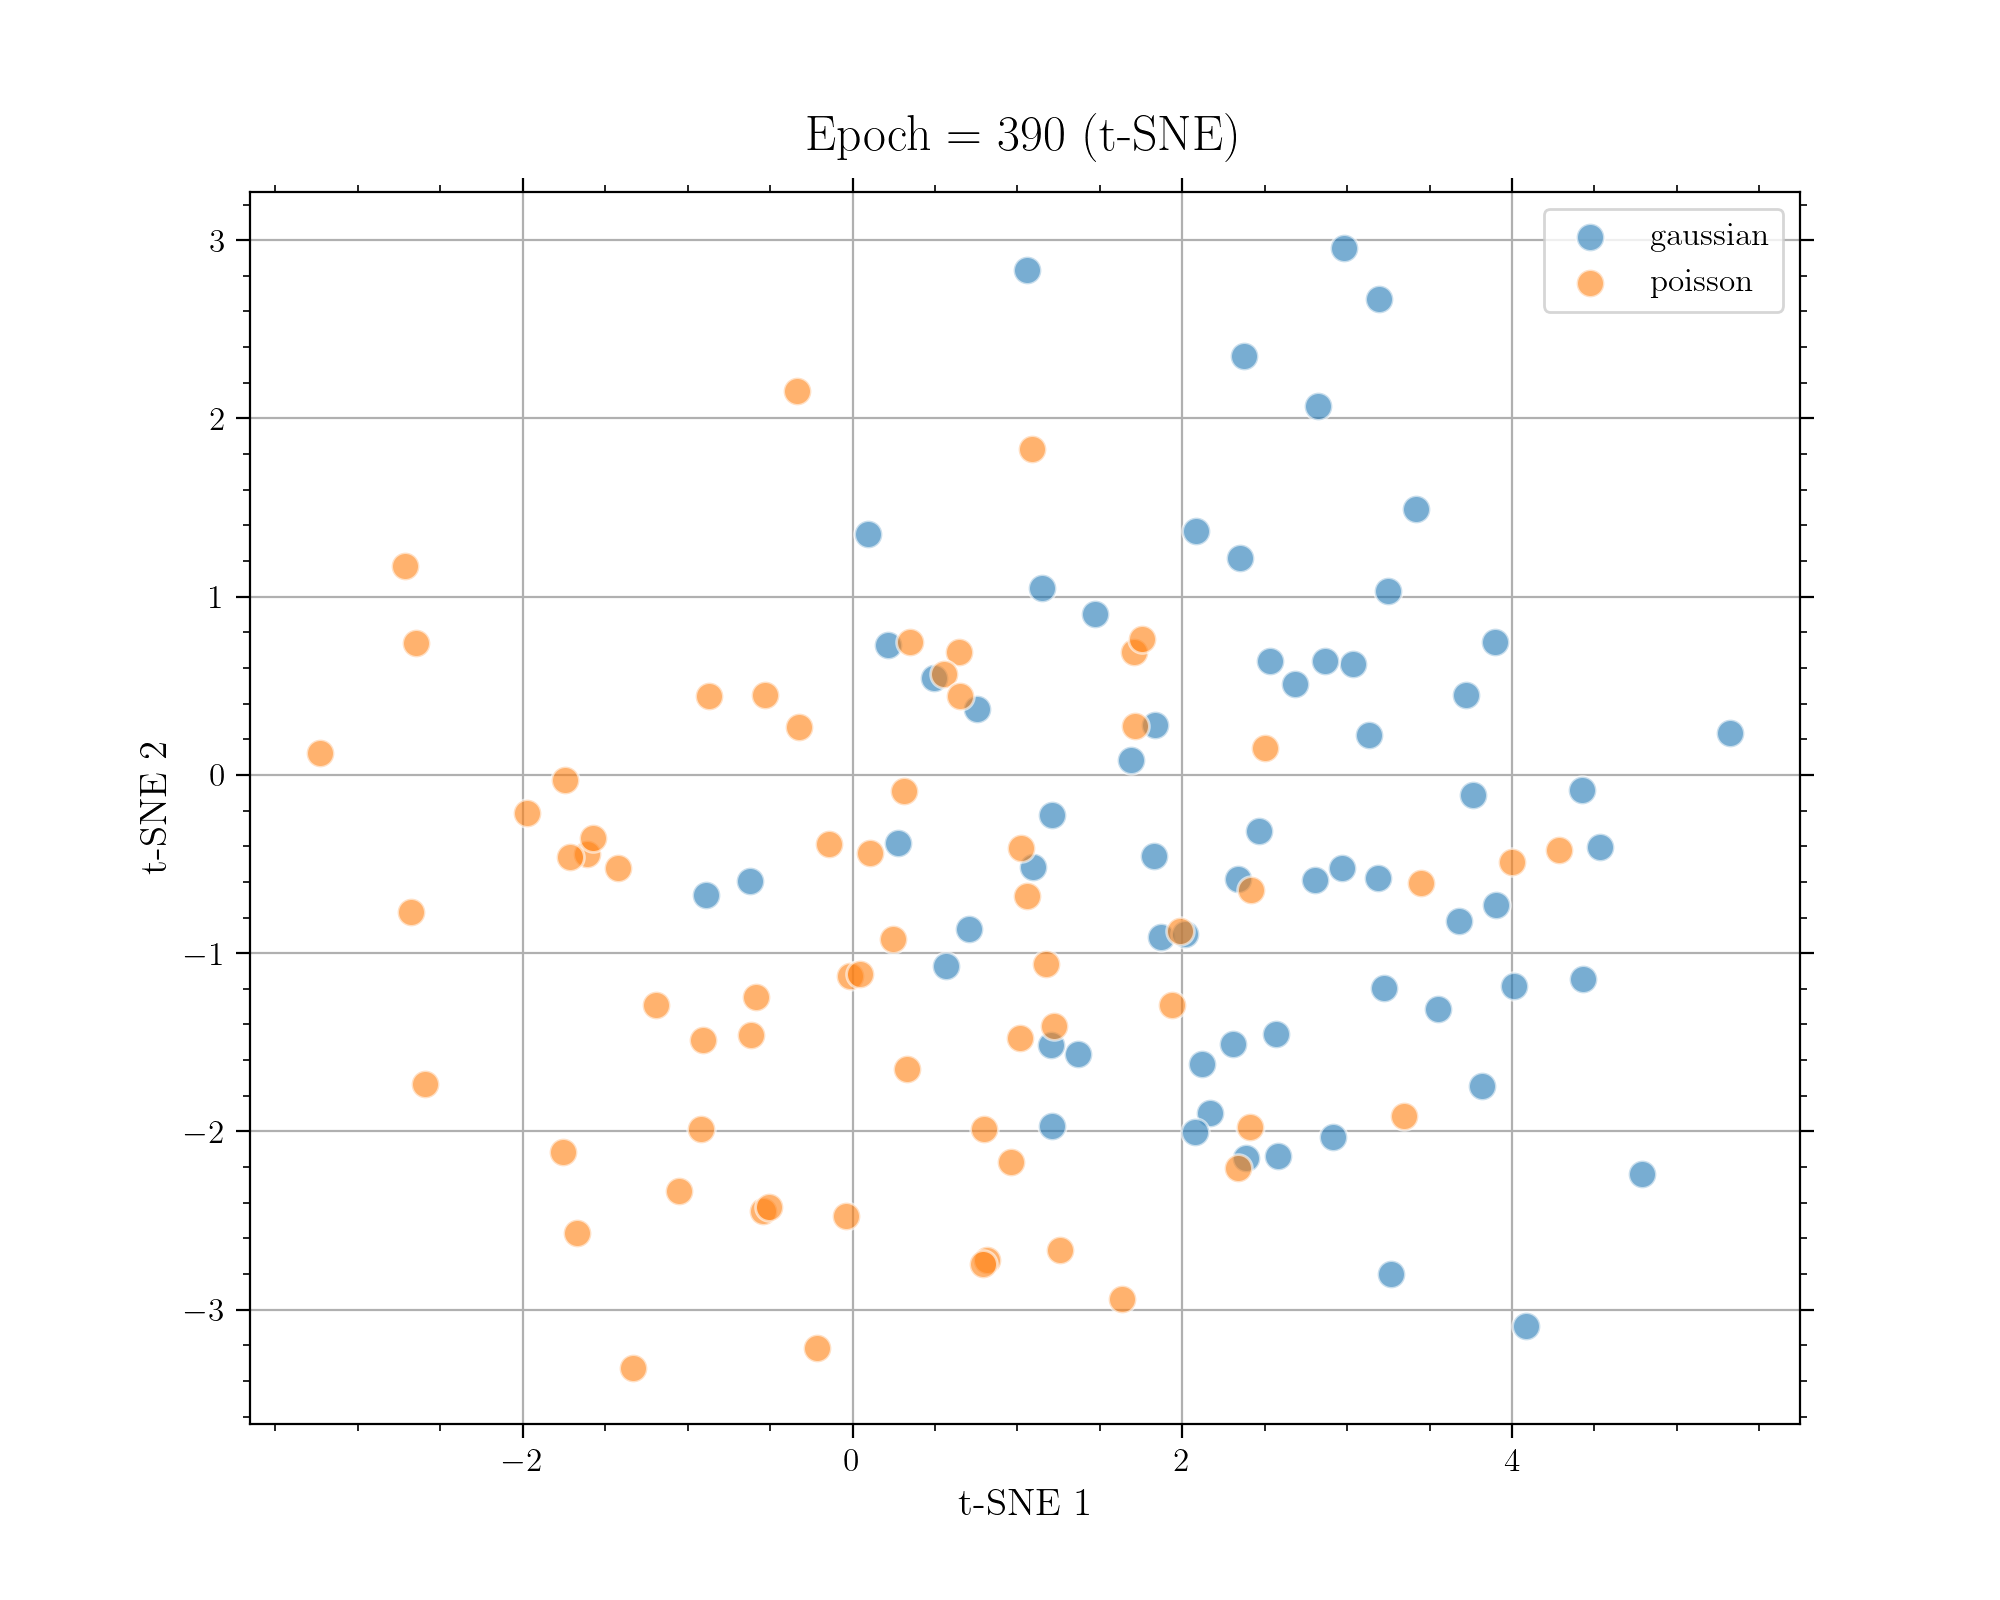 Epoch = 390 (t-SNE)
gaussian
poisson
3
2
1
0
−1
−2
−3
t-SNE 2
−2
0
2
4
t-SNE 1